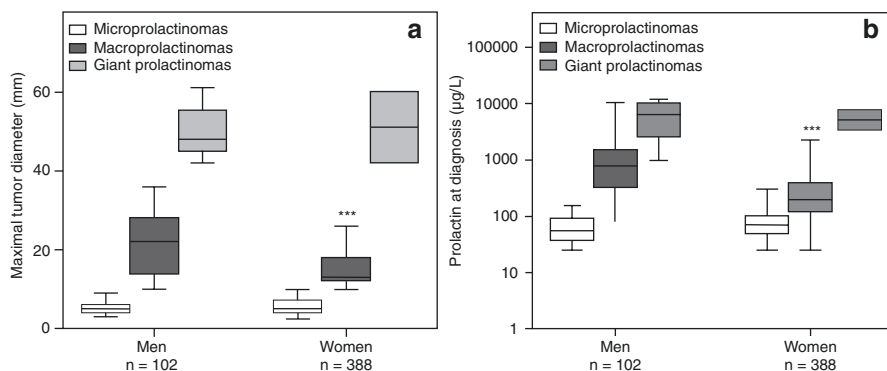 a
Microprolactinomas
Macroprolactinomas
Giant prolactinomas
Maximal tumor diameter (mm)
60
40
20
0
***
Men
n = 102
Women
n = 388
b
Microprolactinomas
Macroprolactinomas
Giant prolactinomas
Prolactin at diagnosis (µg/L)
100000
10000
1000
100
10
1
***
Men
n = 102
Women
n = 388